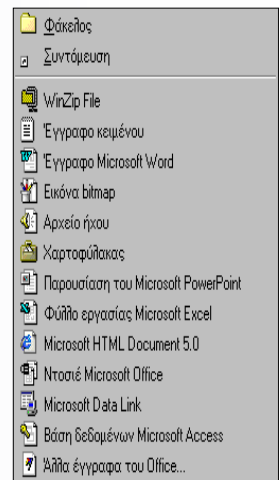 Φάκελος
Συντόμευση
WinZip File
Έγγραφο κειμένου
Έγγραφο Microsoft Word
Εικόνα bitmap
Αρχείο ήχου
Χαρτοφύλακας
Παρουσίαση του Microsoft PowerPoint
Φύλλο εργασίας Microsoft Excel
Microsoft HTML Document 5.0
Ντοσιέ Microsoft Office
Microsoft Data Link
Βάση δεδομένων Microsoft Access
Άλλα έγγραφα του Office...